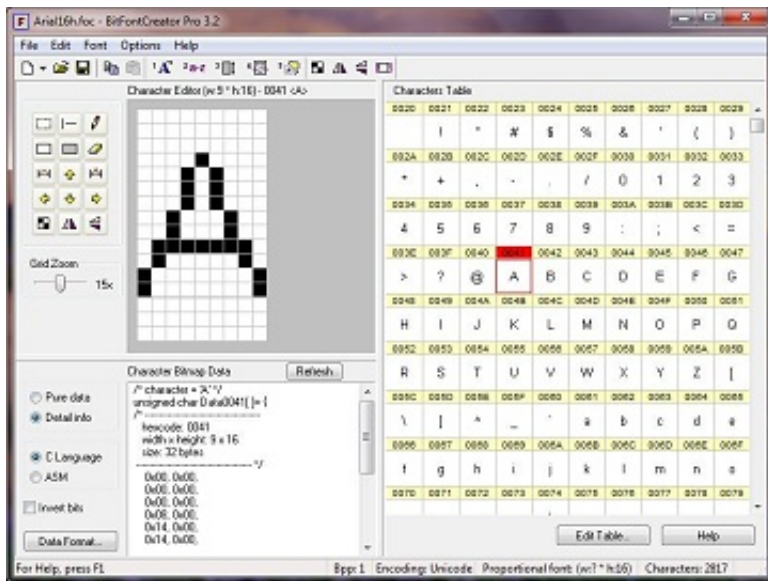 Arial16h.foc - BitFontCreator Pro 3.2
File Edit Font Options Help
Character Editor (w:9 * h:16) - 0041 <A>
Characters Table
0020 0021 0022 0023 0024 0025 0026 0027 0028 0029
! " # $ % & ' ( )
002A 002B 002C 002D 002E 002F 0030 0031 0032 0033
* + , - . / 0 1 2 3
0034 0035 0036 0037 0038 0039 003A 003B 003C 003D
4 5 6 7 8 9 : ; < =
003E 003F 0040 0041 0042 0043 0044 0045 0046 0047
> ? @ A B C D E F G
0048 0049 004A 004B 004C 004D 004E 004F 0050 0051
H I J K L M N O P Q
0052 0053 0054 0055 0056 0057 0058 0059 005A 005B
R S T U V W X Y Z [
005C 005D 005E 005F 0060 0061 0062 0063 0064 0065
\ ] ^ _ ` a b c d e
0066 0067 0068 0069 006A 006B 006C 006D 006E 006F
f g h i j k l m n o
0070 0071 0072 0073 0074 0075 0076 0077 0078 0079
Grid Zoom
15x
Character Bitmap Data
Refresh
Pure data
Detail info
C Language
ASM
Invert bits
Data Format...
/* character = 'A' */
unsigned char Data0041[ ]= {
/* ------------------------------
hexcode: 0041
width x height: 9 x 16
size: 32 bytes
------------------------------ */
0x00, 0x00,
0x00, 0x00,
0x00, 0x00,
0x08, 0x00,
0x14, 0x00,
0x14, 0x00,
Edit Table...
Help
For Help, press F1
Bpp: 1
Encoding: Unicode
Proportional font: (w:? * h:16)
Characters: 2817